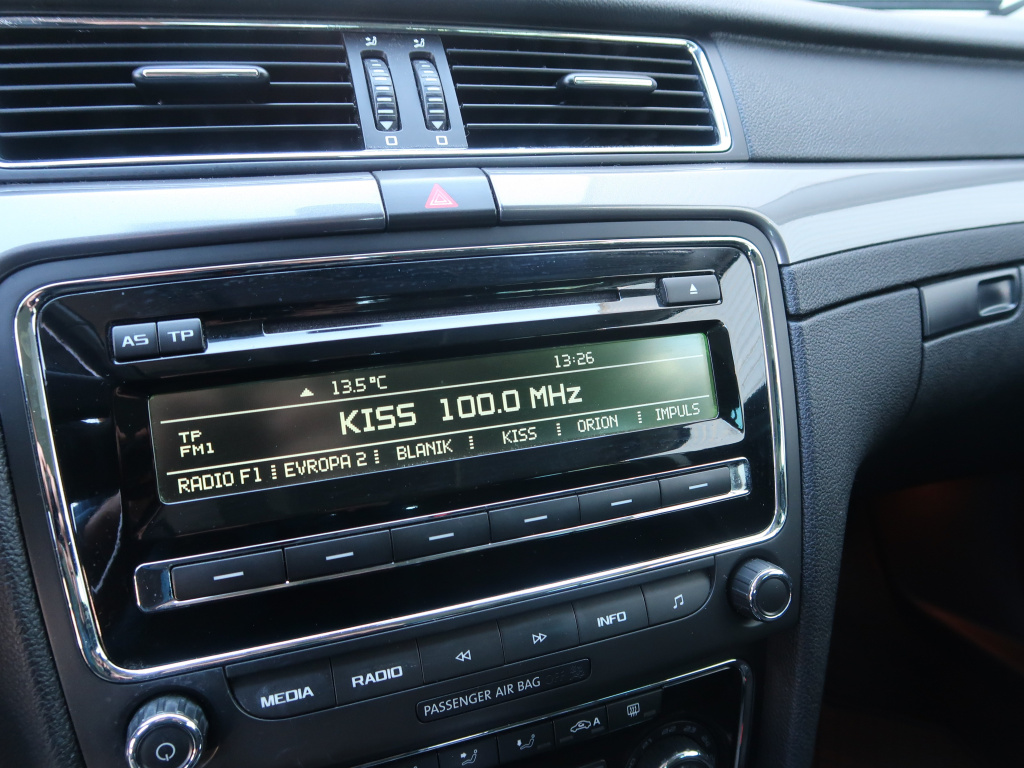 AS TP
13.5°C 13:26
KISS 100.0 MHz
TP
FM1
RADIO F1 EVROPA 2 BLANIK KISS ORION IMPULS
MEDIA RADIO INFO
PASSENGER AIR BAG
A